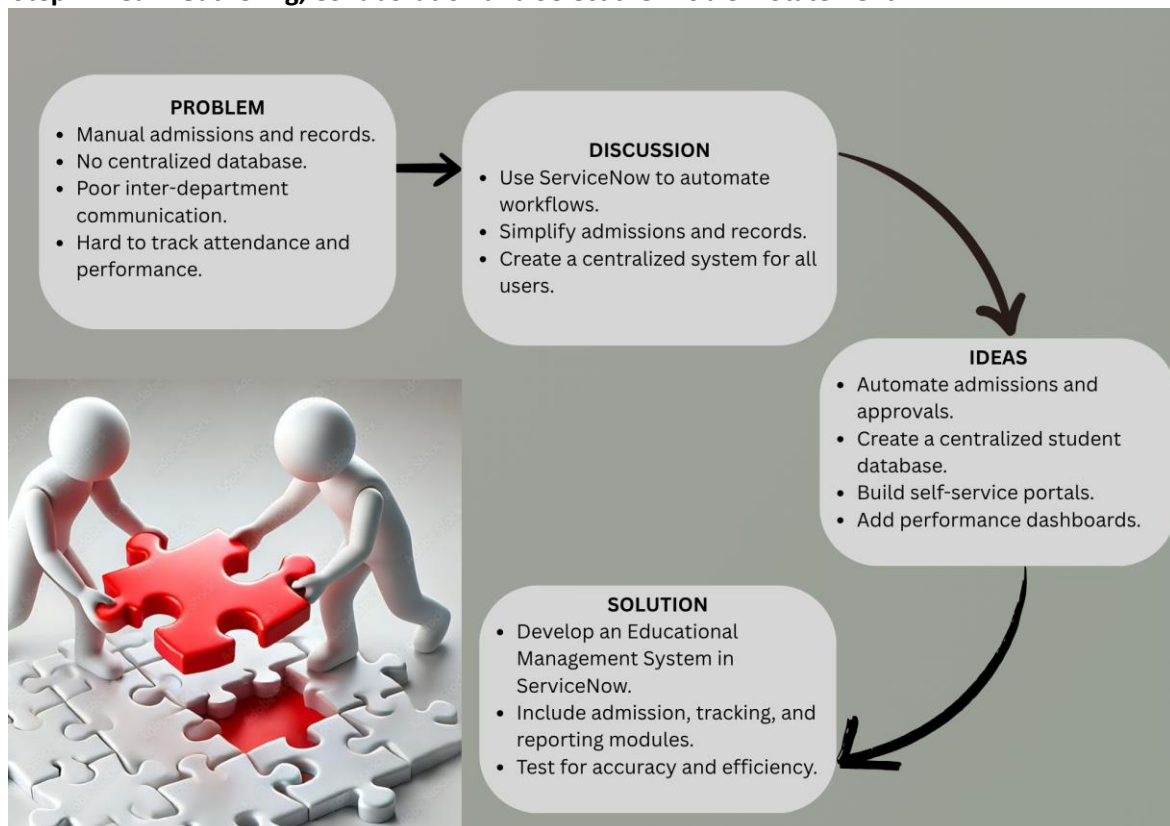 PROBLEM
• Manual admissions and records.
• No centralized database.
• Poor inter-department
communication.
• Hard to track attendance and
performance.
DISCUSSION
• Use ServiceNow to automate
workflows.
• Simplify admissions and records.
• Create a centralized system for all
users.
IDEAS
• Automate admissions and
approvals.
• Create a centralized student
database.
• Build self-service portals.
• Add performance dashboards.
SOLUTION
• Develop an Educational
Management System in
ServiceNow.
• Include admission, tracking, and
reporting modules.
• Test for accuracy and efficiency.